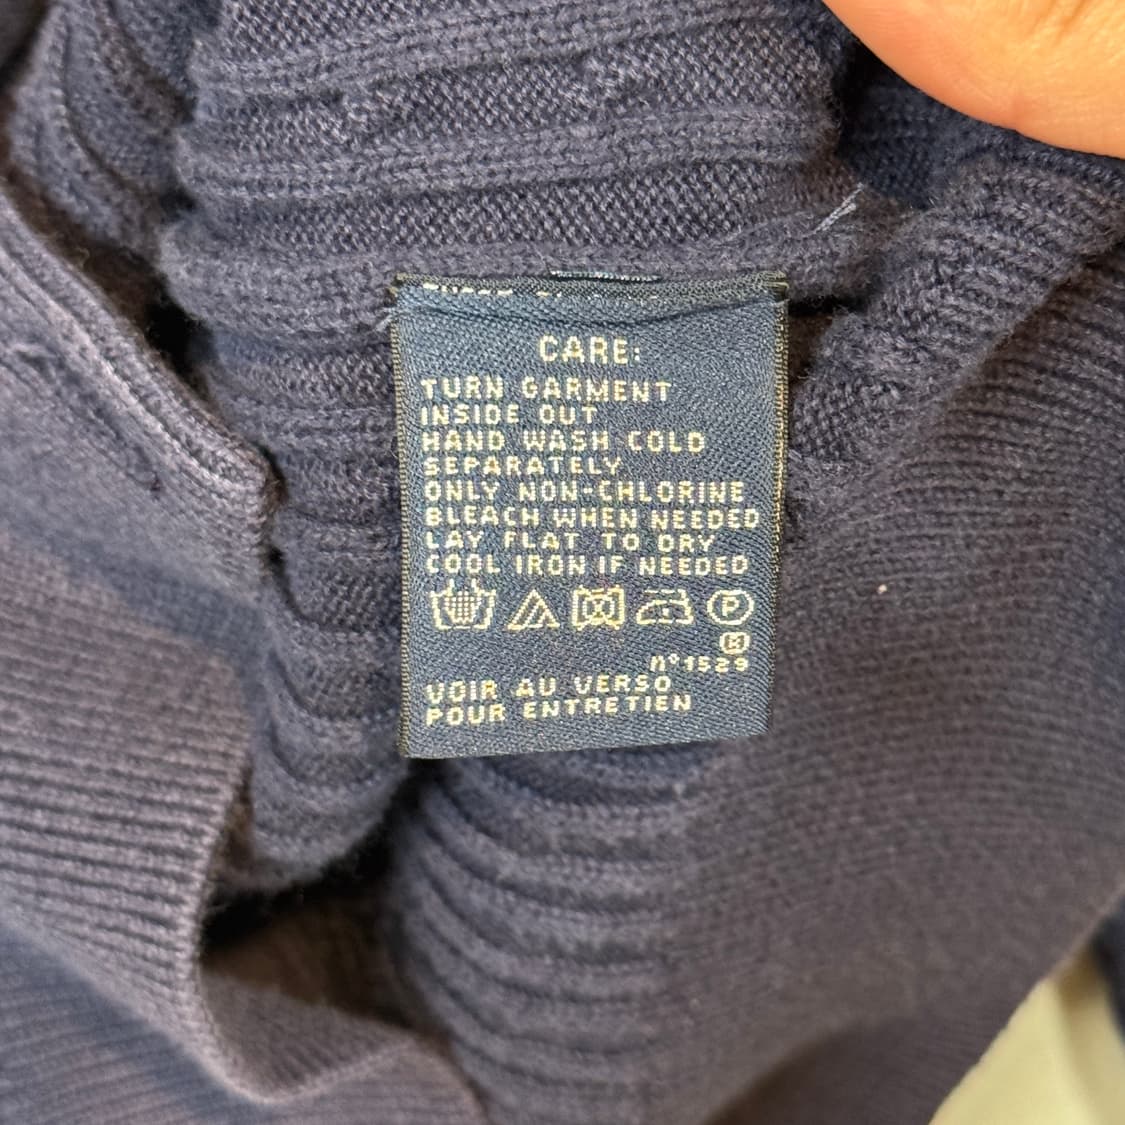 CARE:
TURN GARMENT
INSIDE OUT
HAND WASH COLD
SEPARATELY
ONLY NON-CHLORINE
BLEACH WHEN NEEDED
LAY FLAT TO DRY
COOL IRON IF NEEDED
P
nº1529
VOIR AU VERSO
POUR ENTRETIEN